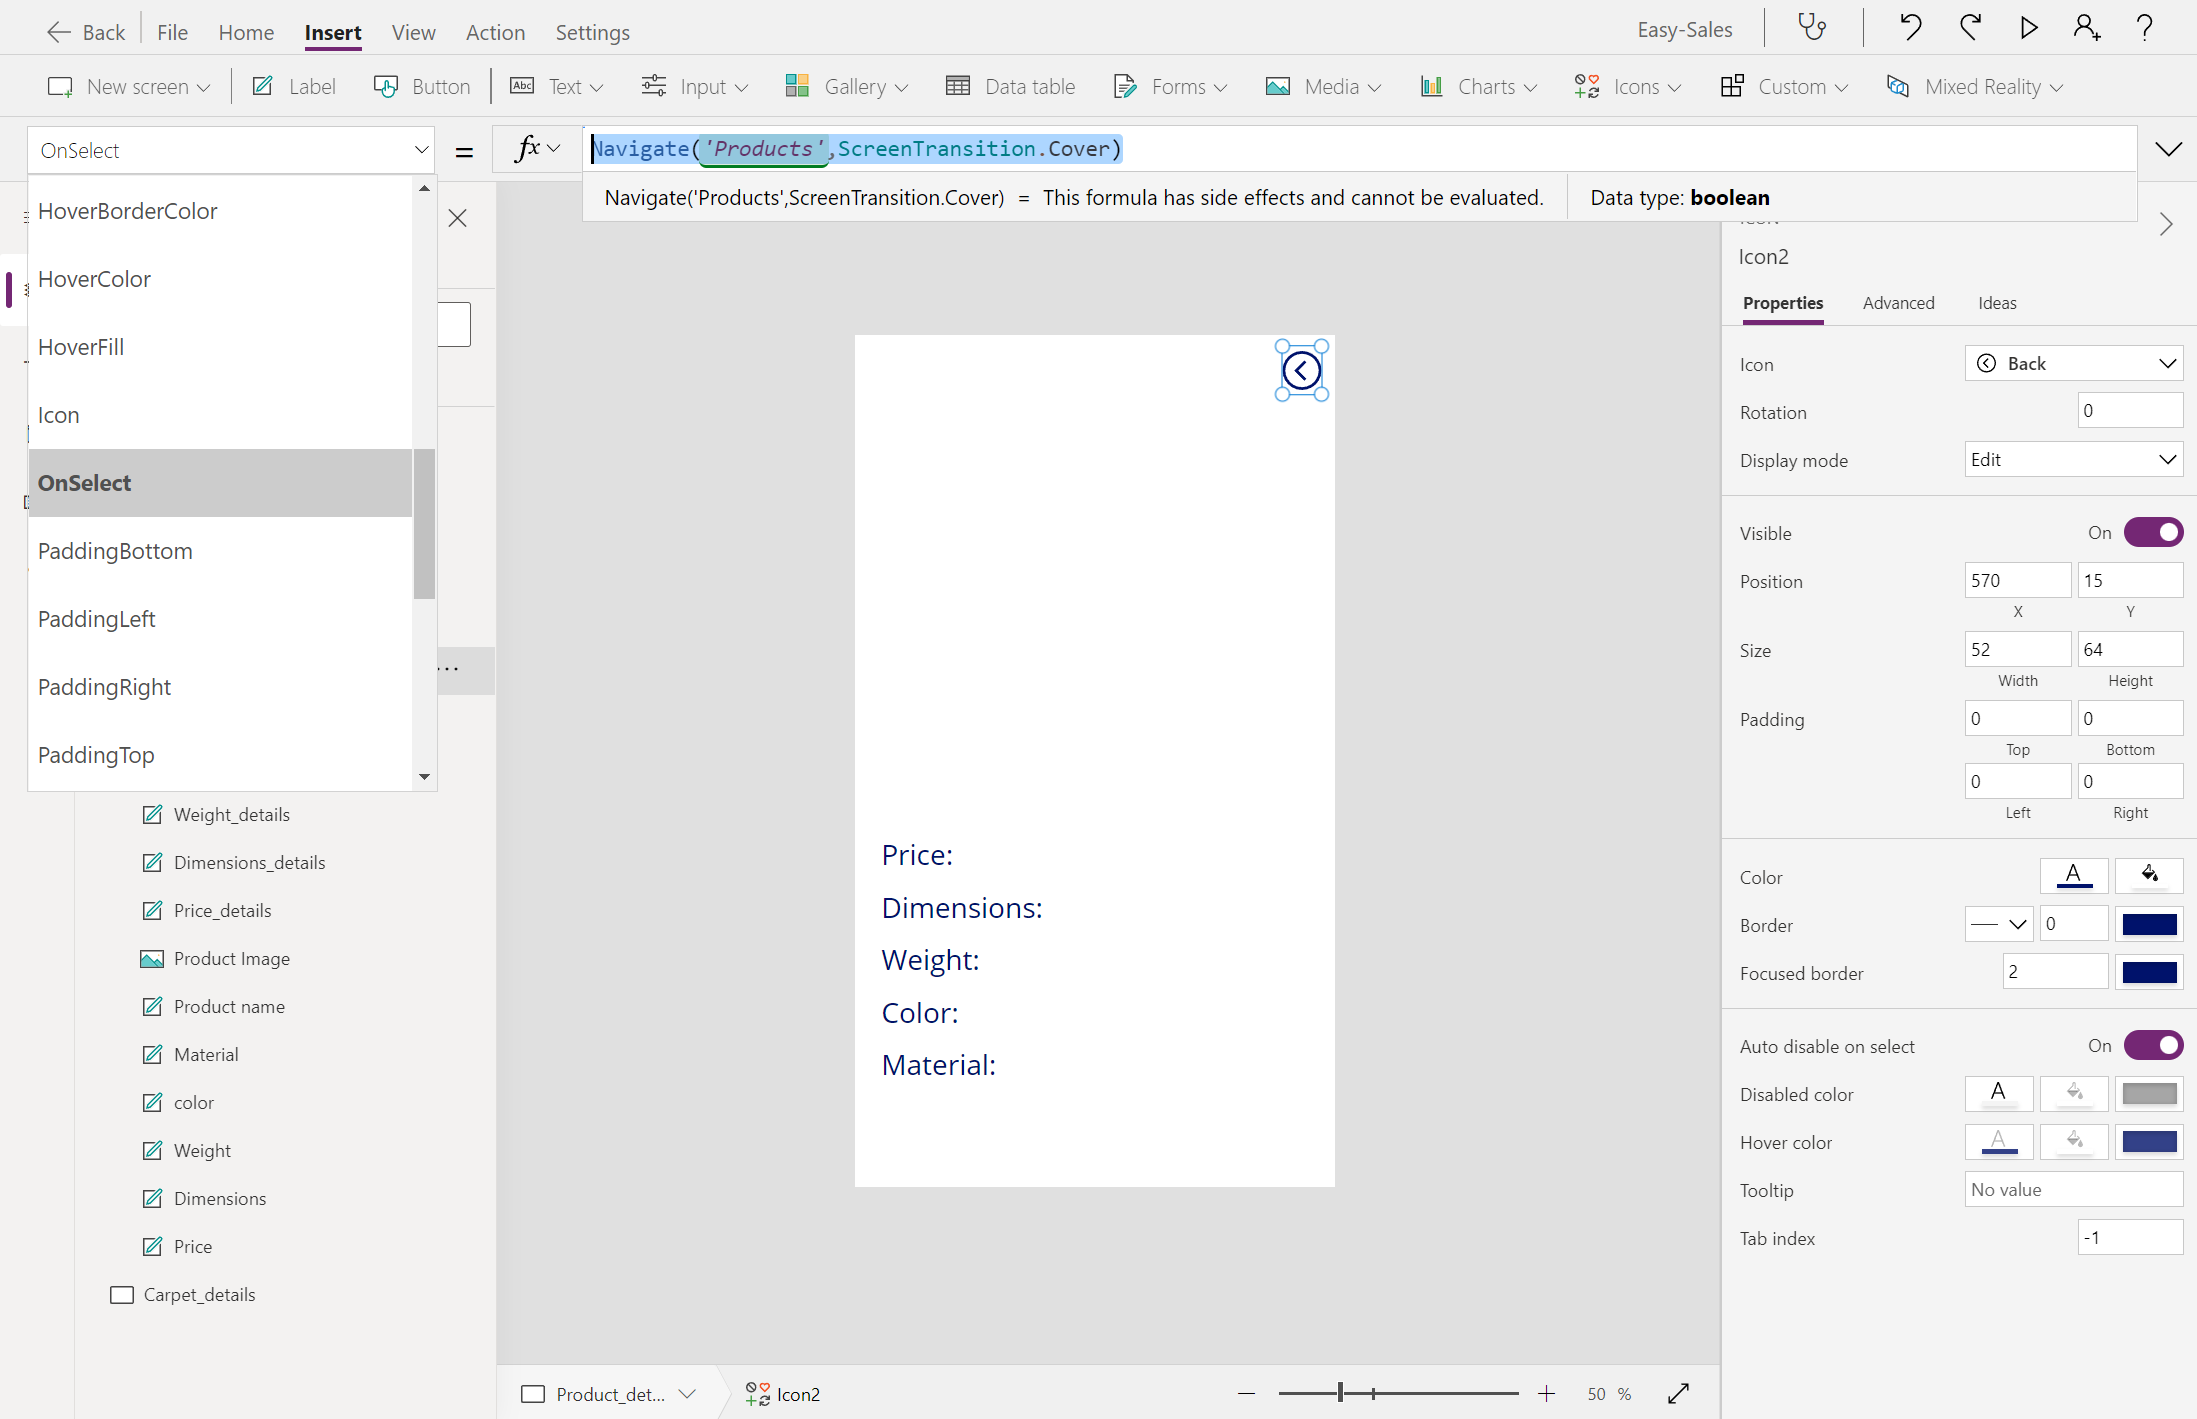 Back File Home Insert View Action Settings Easy-Sales
New screen Label Button Abc Text Input Gallery Data table Forms Media Charts Icons Custom Mixed Reality
OnSelect = fx Navigate('Products',ScreenTransition.Cover)
Navigate('Products',ScreenTransition.Cover) = This formula has side effects and cannot be evaluated. Data type: boolean
HoverBorderColor
HoverColor
HoverFill
Icon
OnSelect
PaddingBottom
PaddingLeft
PaddingRight
PaddingTop
Weight_details
Dimensions_details
Price_details
Product Image
Product name
Material
color
Weight
Dimensions
Price
Carpet_details
Price:
Dimensions:
Weight:
Color:
Material:
Product_det... Icon2
50 %
Icon2
Properties Advanced Ideas
Icon Back
Rotation 0
Display mode Edit
Visible On
Position 570 15
X Y
Size 52 64
Width Height
Padding 0 0
Top Bottom
0 0
Left Right
Color A
Border 0
Focused border 2
Auto disable on select On
Disabled color A
Hover color A
Tooltip No value
Tab index -1